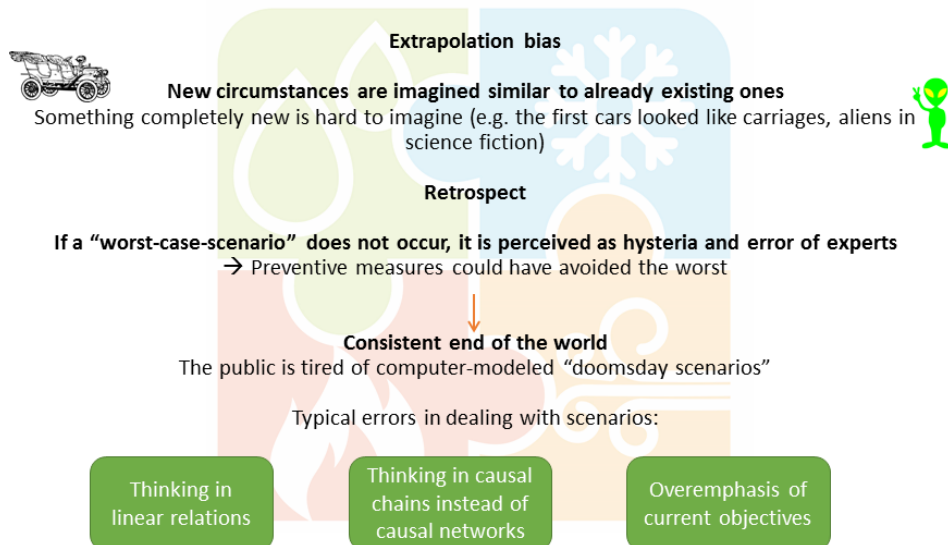 Extrapolation bias
New circumstances are imagined similar to already existing ones
Something completely new is hard to imagine (e.g. the first cars looked like carriages, aliens in
science fiction)
Retrospect
If a “worst-case-scenario” does not occur, it is perceived as hysteria and error of experts
→ Preventive measures could have avoided the worst
Consistent end of the world
The public is tired of computer-modeled “doomsday scenarios”
Typical errors in dealing with scenarios:
Thinking in
linear relations
Thinking in causal
chains instead of
causal networks
Overemphasis of
current objectives